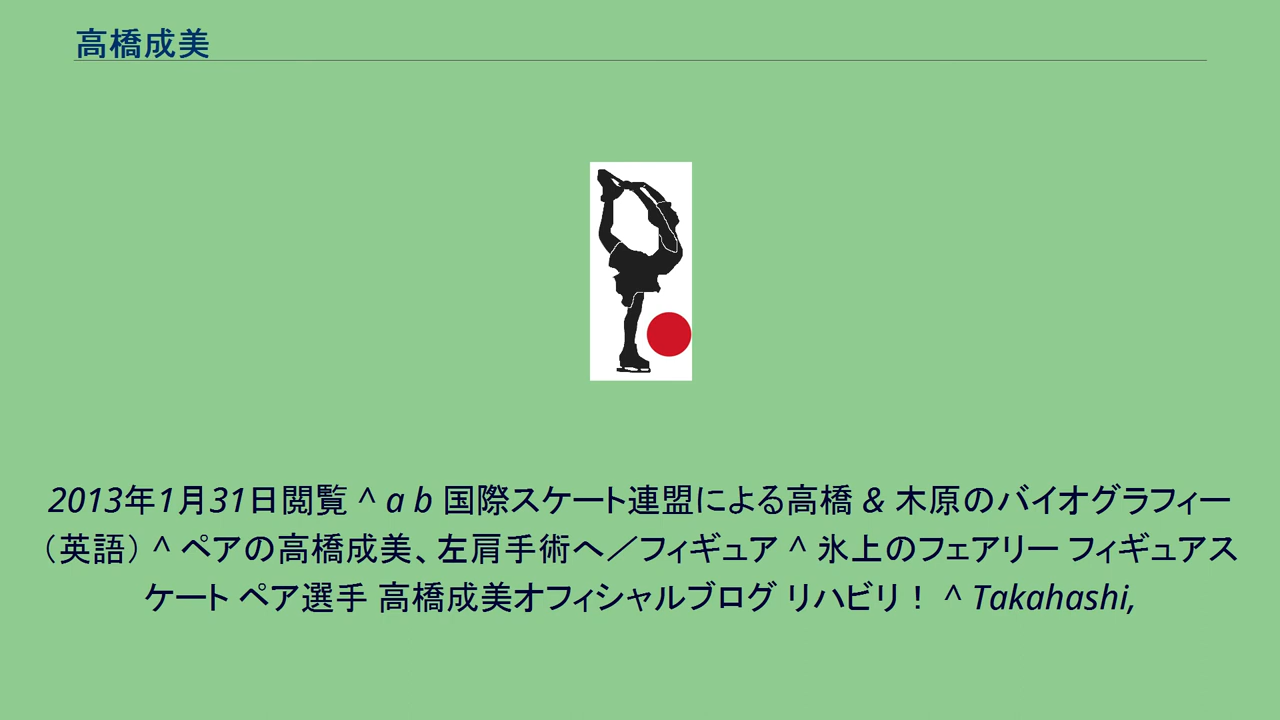 高橋成美
2013年1月31日閲覧 ^ a b 国際スケート連盟による高橋 & 木原のバイオグラフィー
（英語） ^ ペアの高橋成美、左肩手術へ／フィギュア ^ 氷上のフェアリー フィギュアス
ケート ペア選手 高橋成美オフィシャルブログ リハビリ！ ^ Takahashi,